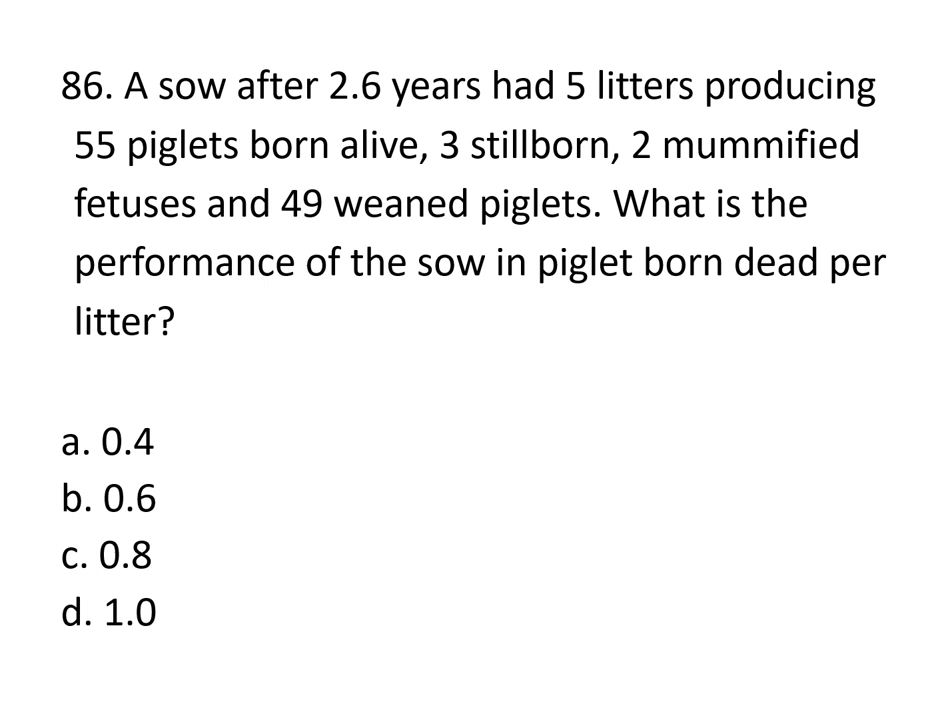 86. A sow after 2.6 years had 5 litters producing
55 piglets born alive, 3 stillborn, 2 mummified
fetuses and 49 weaned piglets. What is the
performance of the sow in piglet born dead per
litter?
a. 0.4
b. 0.6
c. 0.8
d. 1.0